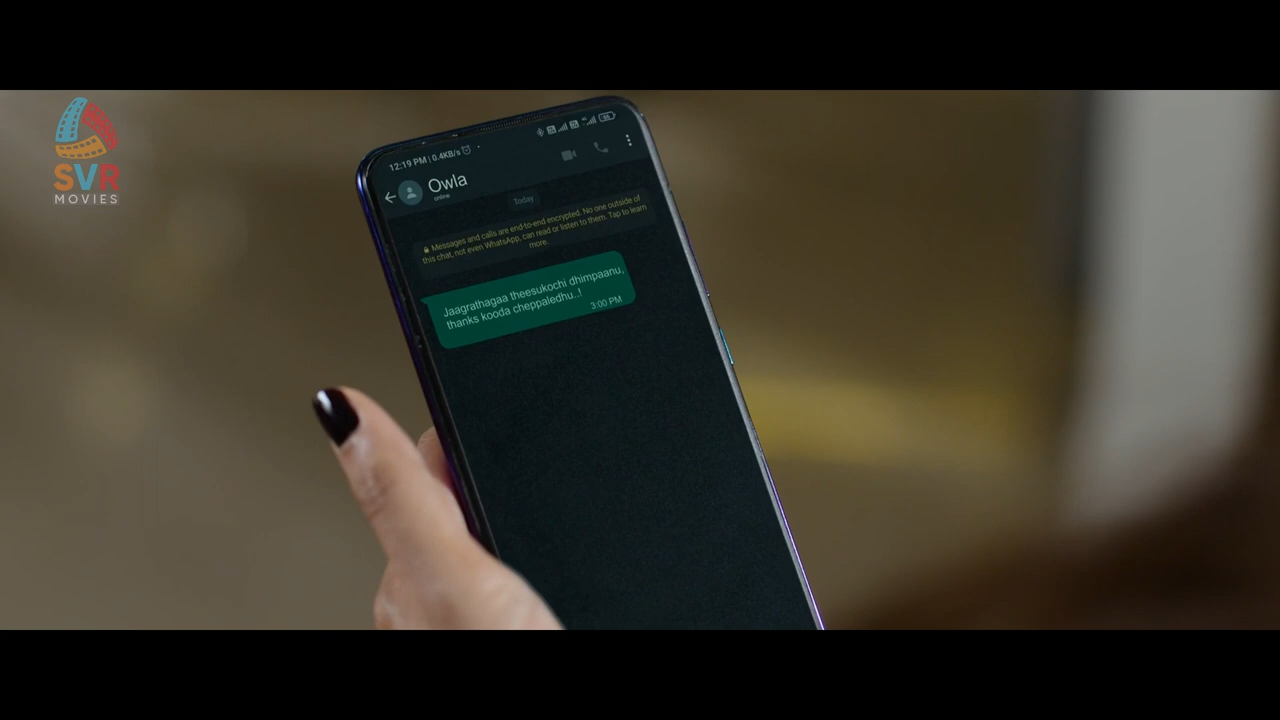 SVR
MOVIES
12:19 PM | 0.4KB/s
Owla
online
Today
Messages and calls are end-to-end encrypted. No one outside of
this chat, not even WhatsApp, can read or listen to them. Tap to learn
more.
Jaagrathagaa theesukochi dhimpaanu,
thanks kooda cheppaledhu..!
3:00 PM